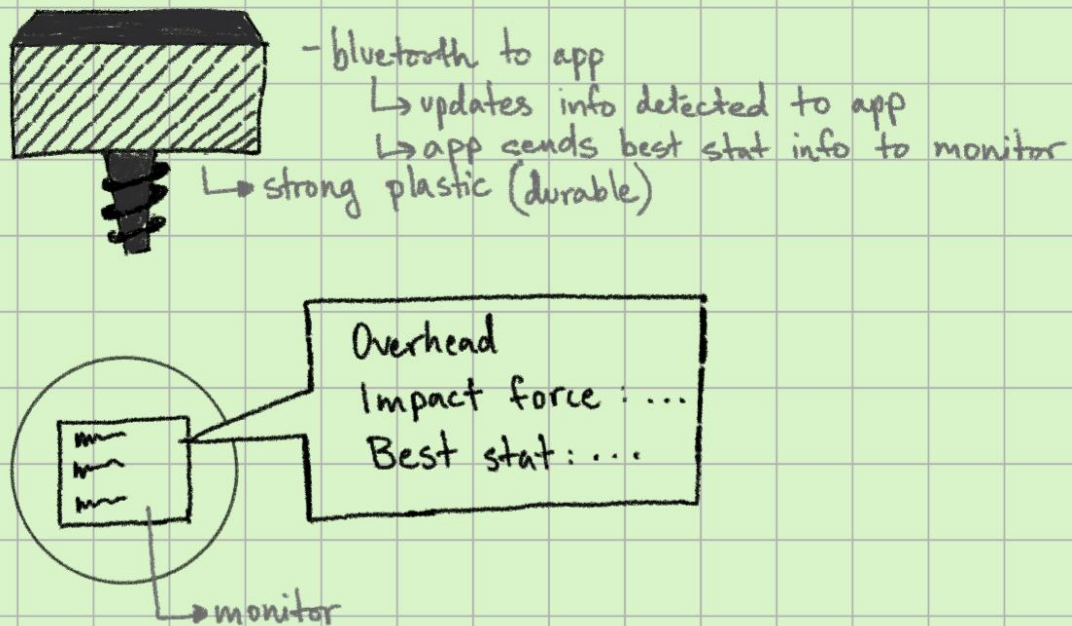 - bluetooth to app
↳ updates info detected to app
↳ app sends best stat info to monitor
↳ strong plastic (durable)
Overhead
Impact force : ...
Best stat : ...
monitor